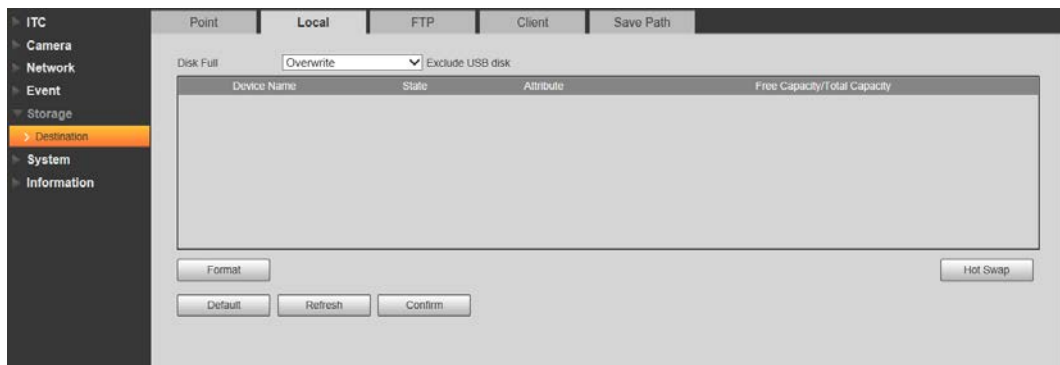 ITC
Camera
Network
Event
Storage
Destination
System
Information
Point Local FTP Client Save Path
Disk Full Overwrite Exclude USB disk
Device Name State Attribute Free Capacity/Total Capacity
Format Hot Swap
Default Refresh Confirm